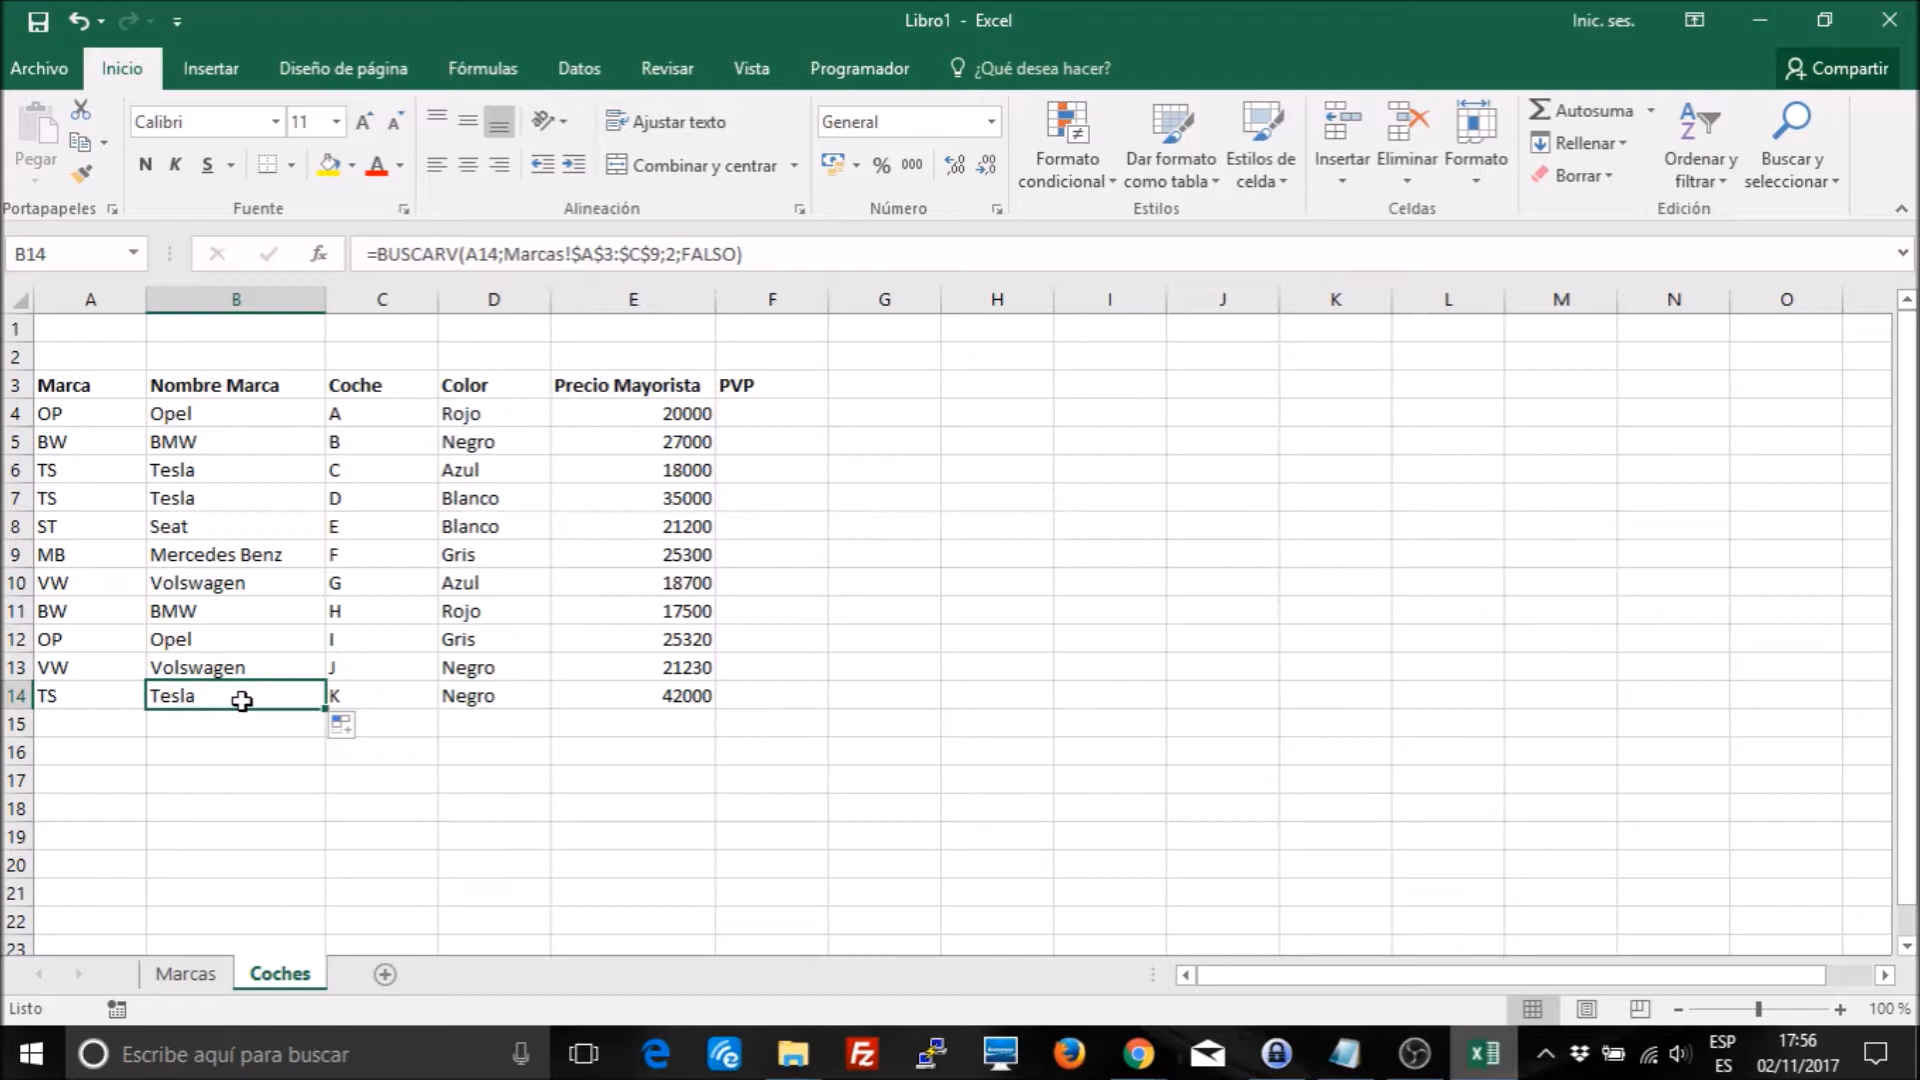 Libro1 - Excel
Inic. ses.
Archivo Inicio Insertar Diseño de página Fórmulas Datos Revisar Vista Programador ¿Qué desea hacer? Compartir
Pegar
Portapapeles
Calibri 11
N K S
Fuente
Ajustar texto
Combinar y centrar
Alineación
General
% 000
Número
Formato condicional
Dar formato como tabla
Estilos de celda
Estilos
Insertar Eliminar Formato
Celdas
Autosuma
Rellenar
Borrar
Ordenar y filtrar
Buscar y seleccionar
Edición
B14 fx =BUSCARV(A14;Marcas!$A$3:$C$9;2;FALSO)
A B C D E F G H I J K L M N O
1
2
3 Marca Nombre Marca Coche Color Precio Mayorista PVP
4 OP Opel A Rojo 20000
5 BW BMW B Negro 27000
6 TS Tesla C Azul 18000
7 TS Tesla D Blanco 35000
8 ST Seat E Blanco 21200
9 MB Mercedes Benz F Gris 25300
10 VW Volswagen G Azul 18700
11 BW BMW H Rojo 17500
12 OP Opel I Gris 25320
13 VW Volswagen J Negro 21230
14 TS Tesla K Negro 42000
15
16
17
18
19
20
21
22
23
Marcas Coches
Listo
100 %
Escribe aquí para buscar
ESP
ES
17:56
02/11/2017